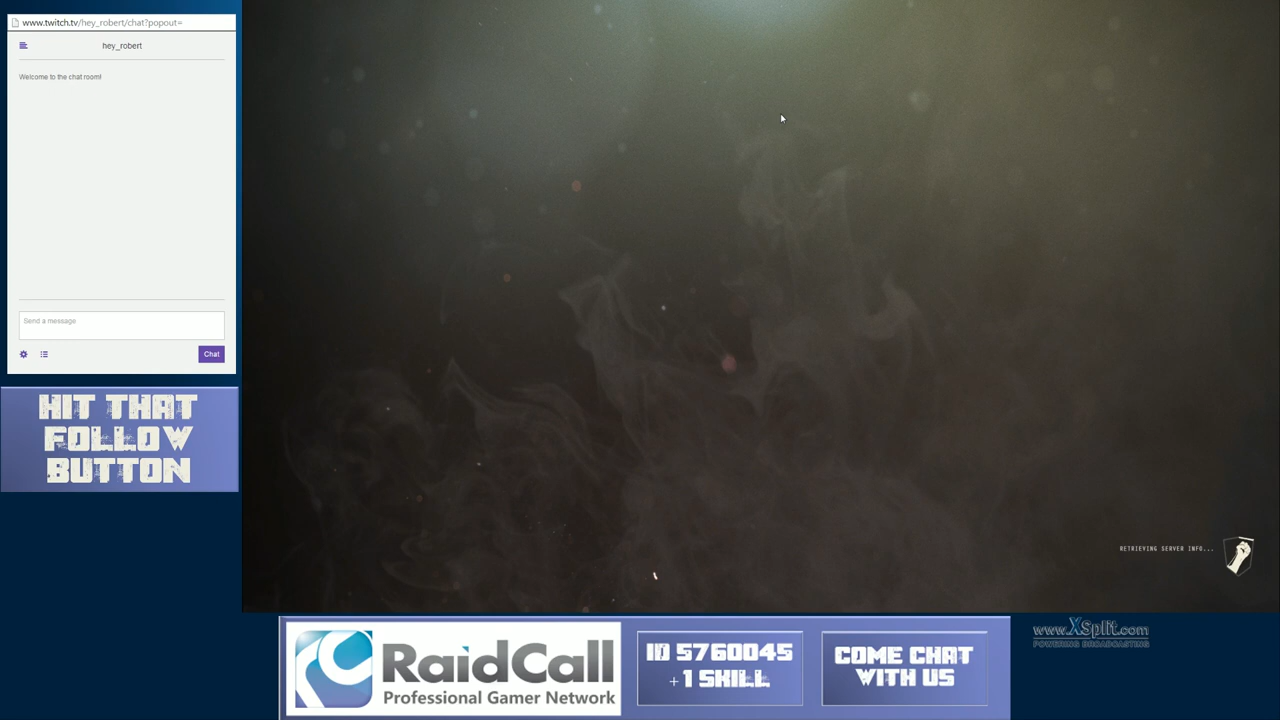 www.twitch.tv/hey_robert/chat?popout=
hey_robert
Welcome to the chat room!
Send a message
Chat
HIT THAT
FOLLOW
BUTTON
RETRIEVING SERVER INFO...
RaidCall
Professional Gamer Network
ID 5760045
+1 SKILL
COME CHAT
WITH US
www.XSplit.com
POWERING BROADCASTING